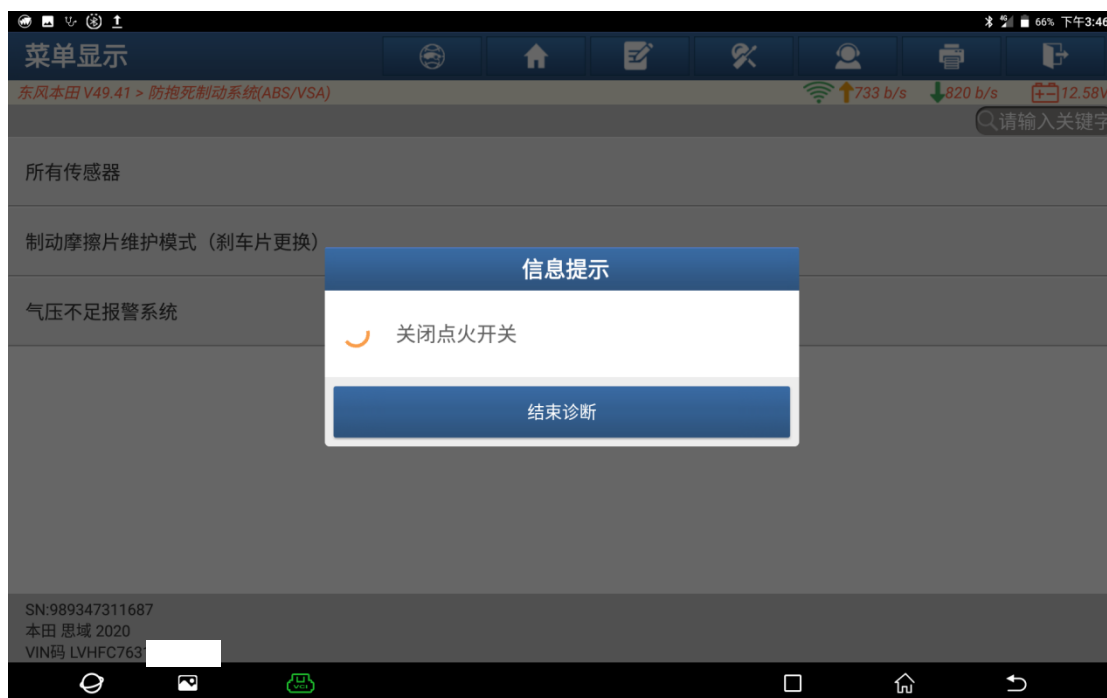 66% 下午3:46
菜单显示
东风本田 V49.41 > 防抱死制动系统(ABS/VSA)
733 b/s 820 b/s 12.58V
请输入关键字
所有传感器
制动摩擦片维护模式（刹车片更换）
气压不足报警系统
信息提示
关闭点火开关
结束诊断
SN:989347311687
本田 思域 2020
VIN码 LVHFC763
VCI